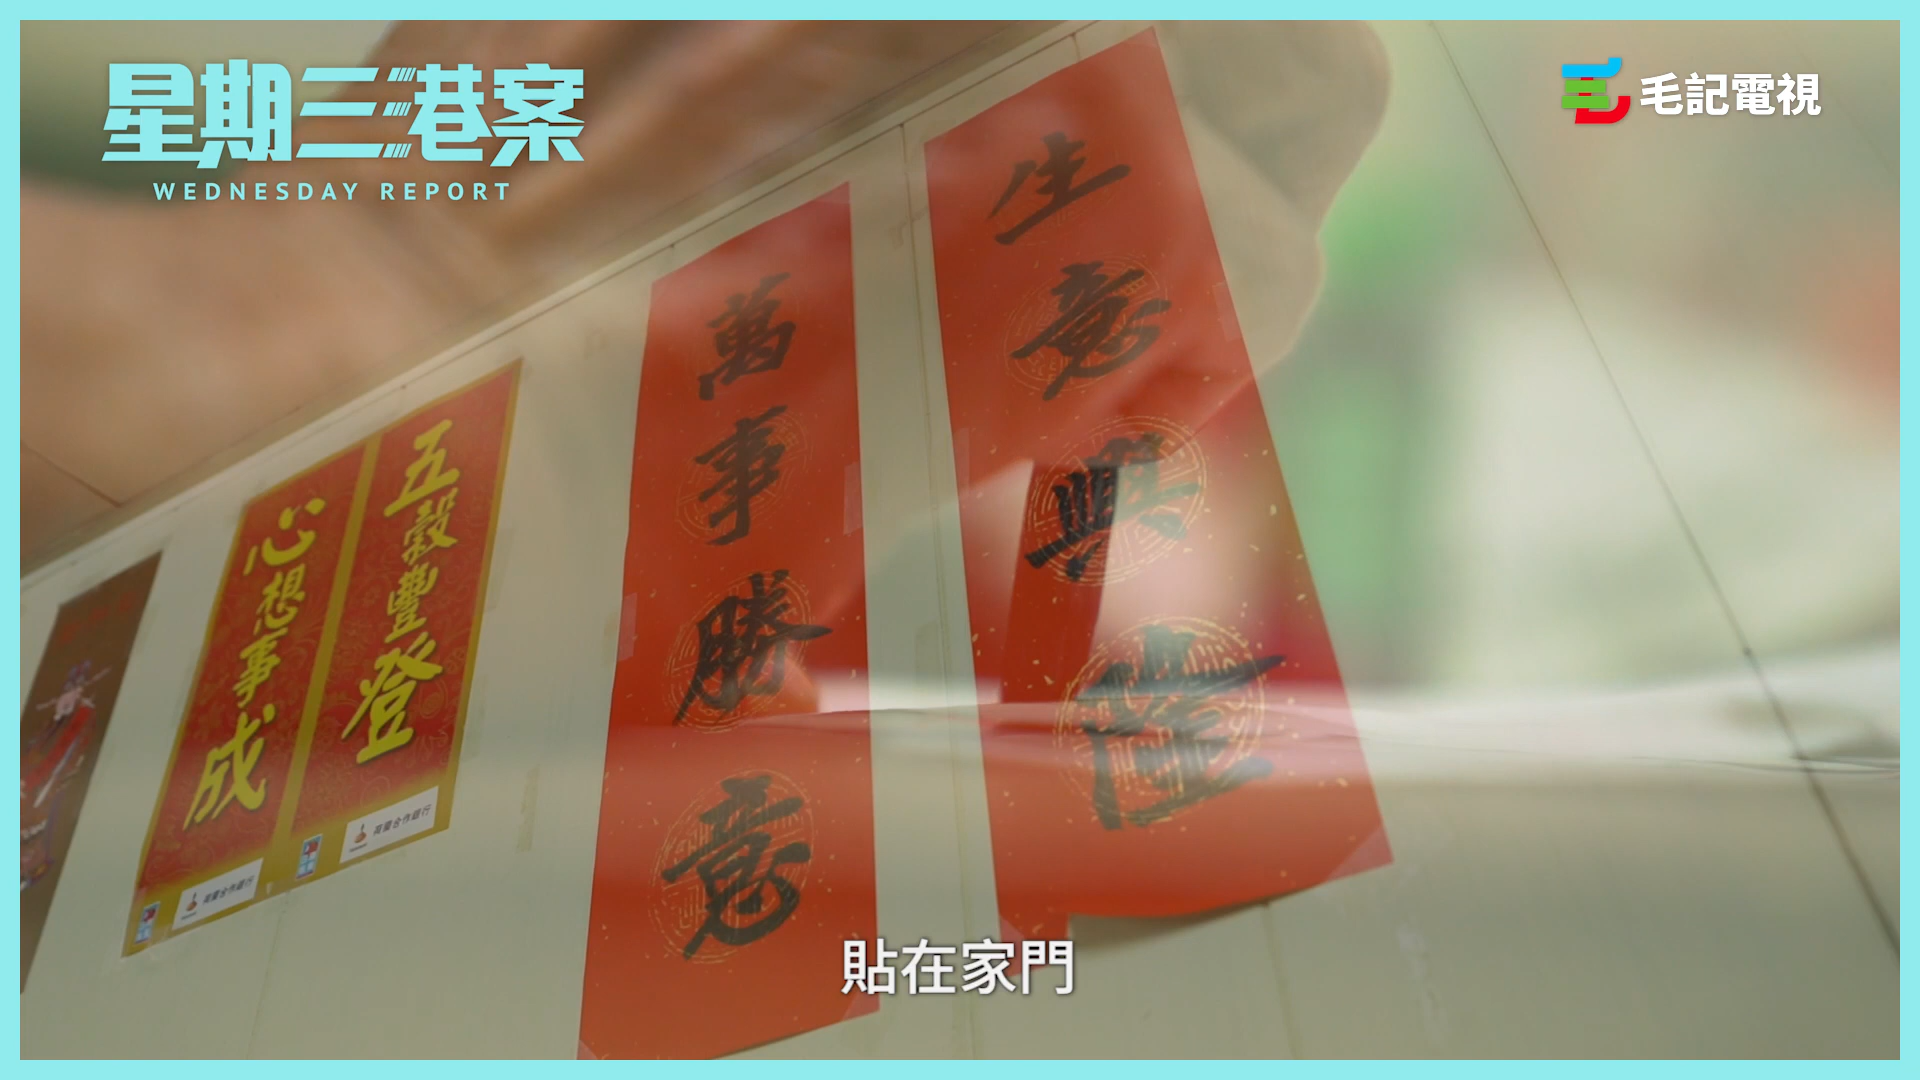 星期三港案
WEDNESDAY REPORT
毛記電視
生意興隆
萬事勝意
五穀豐登
心想事成
貼在家門